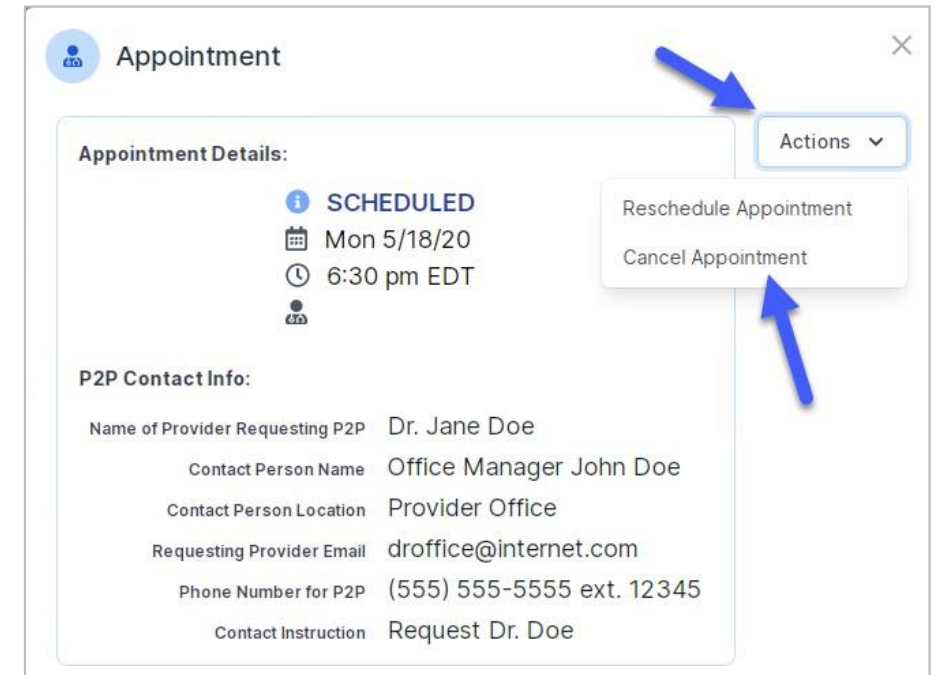 Appointment
Actions
Appointment Details:
SCHEDULED
Reschedule Appointment
Mon 5/18/20
Cancel Appointment
6:30 pm EDT
P2P Contact Info:
Name of Provider Requesting P2P Dr. Jane Doe
Contact Person Name Office Manager John Doe
Contact Person Location Provider Office
Requesting Provider Email droffice@internet.com
Phone Number for P2P (555) 555-5555 ext. 12345
Contact Instruction Request Dr. Doe